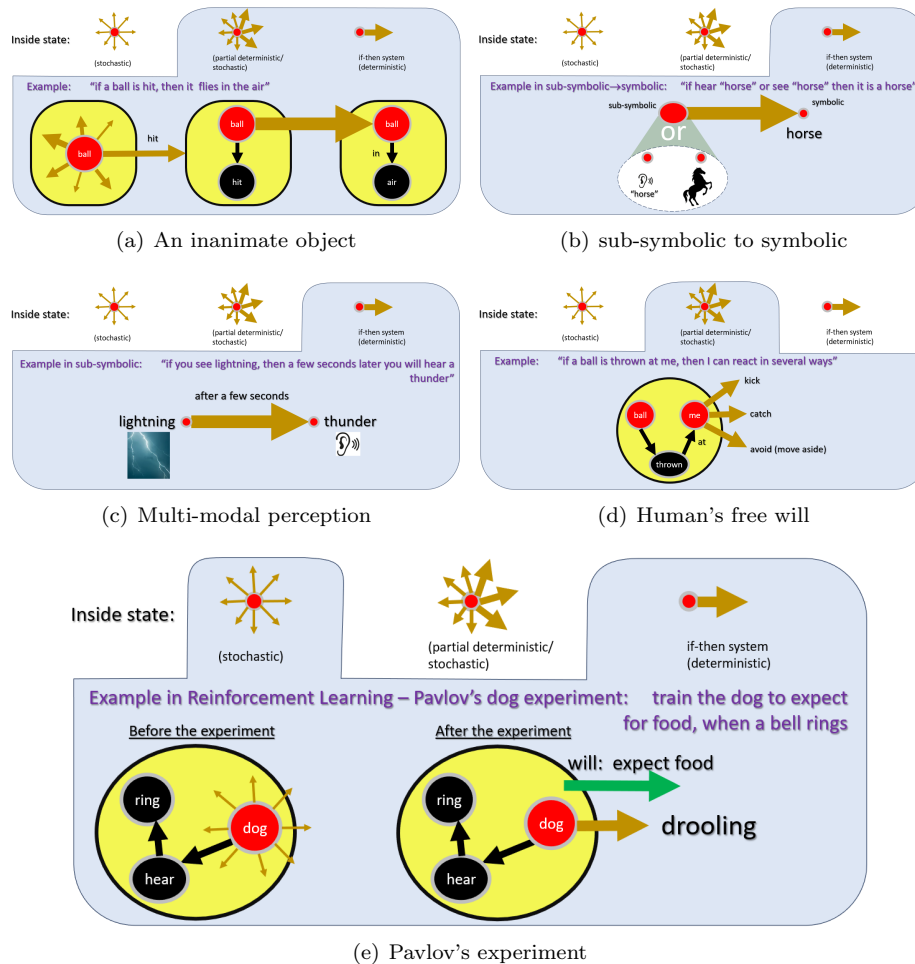 Inside state:
(stochastic)
(partial deterministic/
stochastic)
if-then system
(deterministic)
Example: "if a ball is hit, then it flies in the air"
ball
hit
ball
hit
ball
in
air
(a) An inanimate object
Inside state:
(stochastic)
(partial deterministic/
stochastic)
if-then system
(deterministic)
Example in sub-symbolic→symbolic: "if hear "horse" or see "horse" then it is a horse"
sub-symbolic
symbolic
or
horse
"horse"
(b) sub-symbolic to symbolic
Inside state:
(stochastic)
(partial deterministic/
stochastic)
if-then system
(deterministic)
Example in sub-symbolic: "if you see lightning, then a few seconds later you will hear a
thunder"
after a few seconds
lightning
thunder
(c) Multi-modal perception
Inside state:
(stochastic)
(partial deterministic/
stochastic)
if-then system
(deterministic)
Example: "if a ball is thrown at me, then I can react in several ways"
kick
ball
me
catch
at
avoid (move aside)
thrown
(d) Human's free will
Inside state:
(stochastic)
(partial deterministic/
stochastic)
if-then system
(deterministic)
Example in Reinforcement Learning – Pavlov's dog experiment: train the dog to expect
for food, when a bell rings
Before the experiment
ring
dog
hear
After the experiment
will: expect food
ring
dog
drooling
hear
(e) Pavlov's experiment